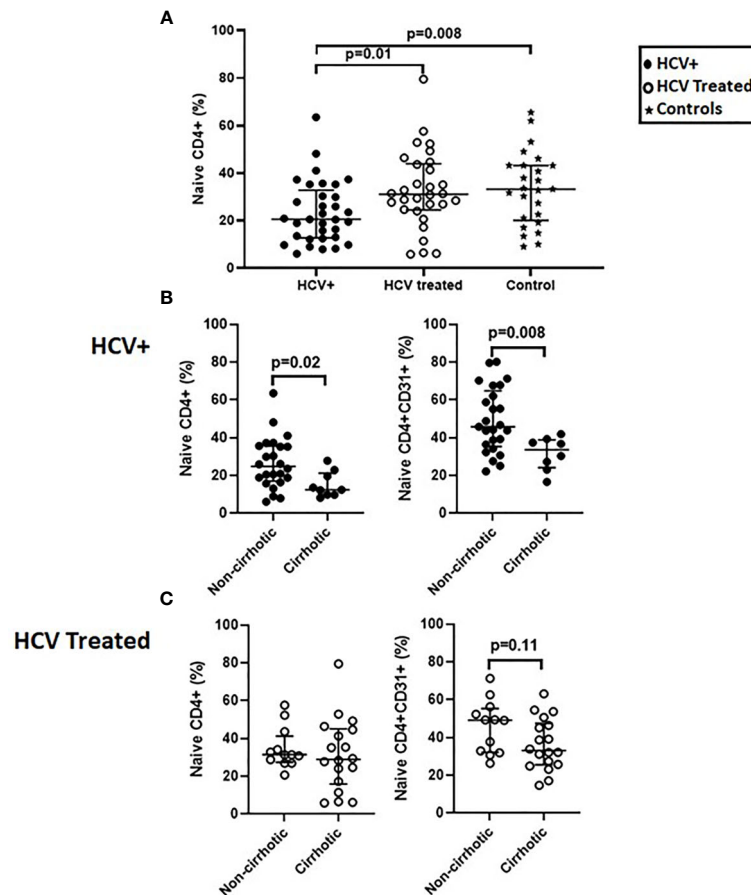 A
Naive CD4+ (%)
100
80
60
40
20
0
p=0.008
p=0.01
HCV+
HCV treated
Control
HCV+
HCV Treated
Controls
B
HCV+
Naive CD4+ (%)
100
80
60
40
20
0
p=0.02
Non-cirrhotic
Cirrhotic
Naive CD4+CD31+ (%)
100
80
60
40
20
0
p=0.008
Non-cirrhotic
Cirrhotic
C
HCV Treated
Naive CD4+ (%)
100
80
60
40
20
0
Non-cirrhotic
Cirrhotic
Naive CD4+CD31+ (%)
100
80
60
40
20
0
p=0.11
Non-cirrhotic
Cirrhotic